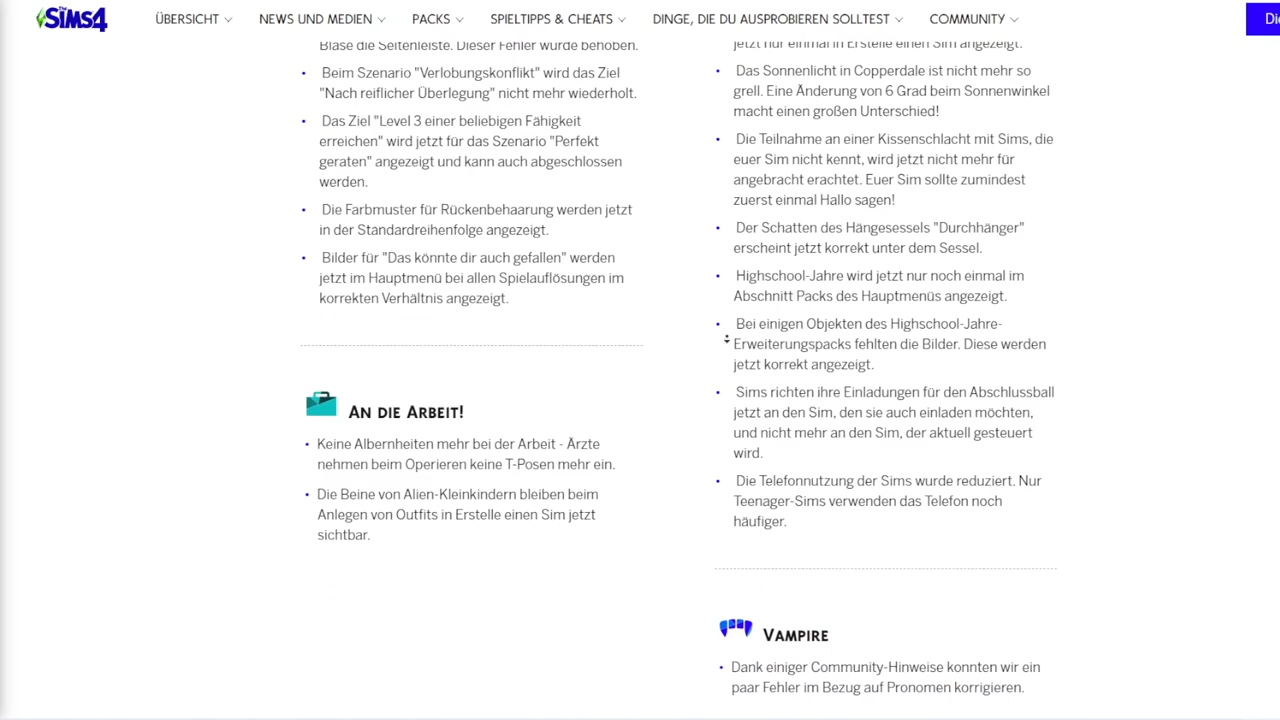 The SIMS4
ÜBERSICHT
NEWS UND MEDIEN
PACKS
SPIELTIPPS & CHEATS
DINGE, DIE DU AUSPROBIEREN SOLLTEST
COMMUNITY
Di
Blase die Seitenleiste. Dieser Fehler wurde behoben.
• Beim Szenario "Verlobungskonflikt" wird das Ziel
"Nach reiflicher Überlegung" nicht mehr wiederholt.
• Das Ziel "Level 3 einer beliebigen Fähigkeit
erreichen" wird jetzt für das Szenario "Perfekt
geraten" angezeigt und kann auch abgeschlossen
werden.
• Die Farbmuster für Rückenbehaarung werden jetzt
in der Standardreihenfolge angezeigt.
• Bilder für "Das könnte dir auch gefallen" werden
jetzt im Hauptmenü bei allen Spielauflösungen im
korrekten Verhältnis angezeigt.
An die Arbeit!
• Keine Albernheiten mehr bei der Arbeit - Ärzte
nehmen beim Operieren keine T-Posen mehr ein.
• Die Beine von Alien-Kleinkindern bleiben beim
Anlegen von Outfits in Erstelle einen Sim jetzt
sichtbar.
jetzt nur einmal in Erstelle einen Sim angezeigt.
• Das Sonnenlicht in Copperdale ist nicht mehr so
grell. Eine Änderung von 6 Grad beim Sonnenwinkel
macht einen großen Unterschied!
• Die Teilnahme an einer Kissenschlacht mit Sims, die
euer Sim nicht kennt, wird jetzt nicht mehr für
angebracht erachtet. Euer Sim sollte zumindest
zuerst einmal Hallo sagen!
• Der Schatten des Hängesessels "Durchhänger"
erscheint jetzt korrekt unter dem Sessel.
• Highschool-Jahre wird jetzt nur noch einmal im
Abschnitt Packs des Hauptmenüs angezeigt.
• Bei einigen Objekten des Highschool-Jahre-
Erweiterungspacks fehlten die Bilder. Diese werden
jetzt korrekt angezeigt.
• Sims richten ihre Einladungen für den Abschlussball
jetzt an den Sim, den sie auch einladen möchten,
und nicht mehr an den Sim, der aktuell gesteuert
wird.
• Die Telefonnutzung der Sims wurde reduziert. Nur
Teenager-Sims verwenden das Telefon noch
häufiger.
Vampire
• Dank einiger Community-Hinweise konnten wir ein
paar Fehler im Bezug auf Pronomen korrigieren.